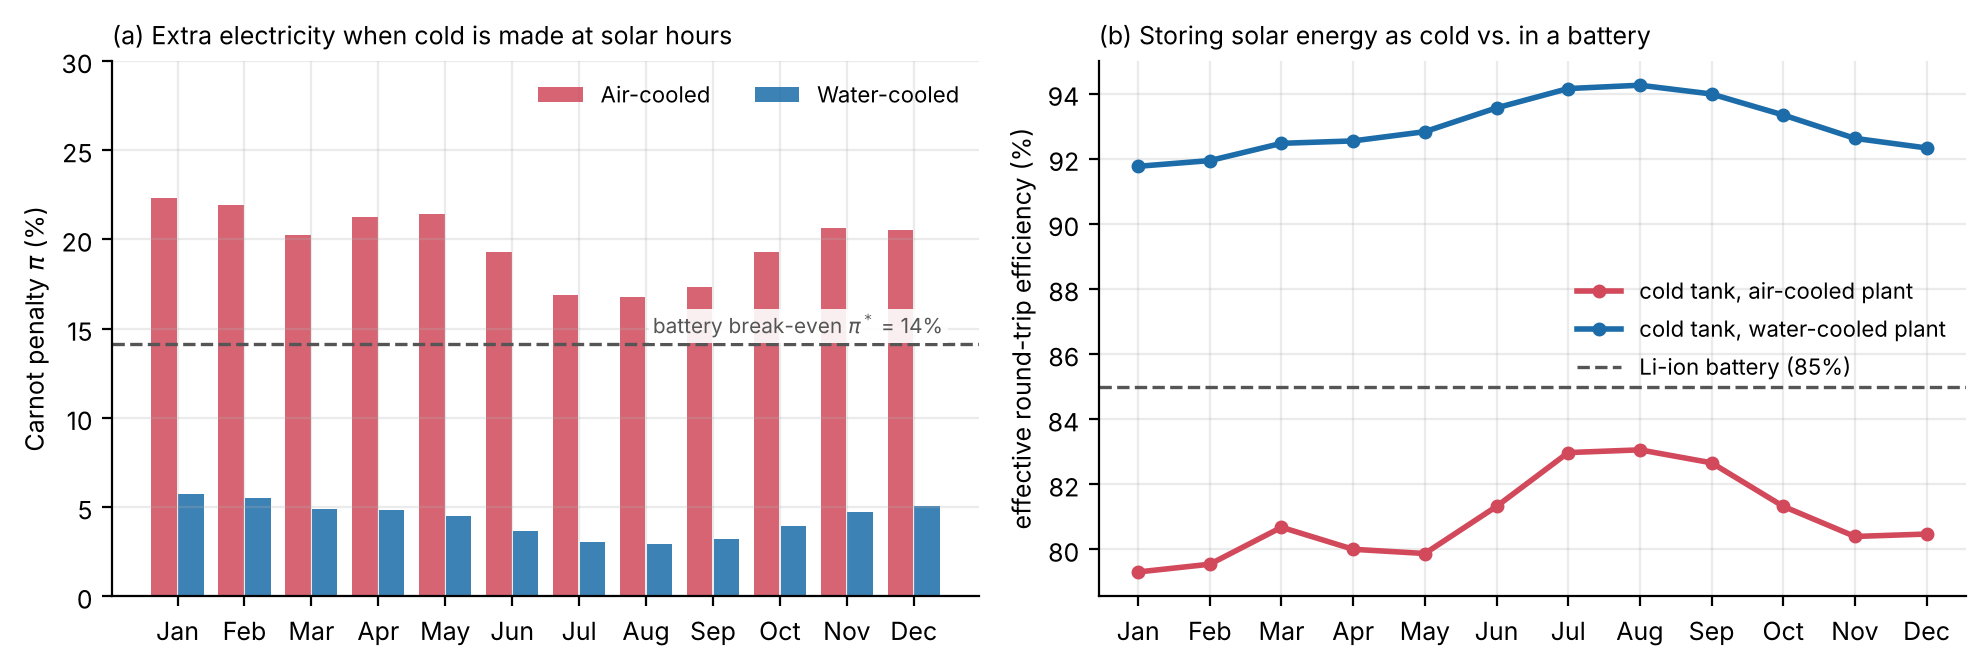 (a) Extra electricity when cold is made at solar hours
Carnot penalty π (%)
30
25
20
15
10
5
0
Air-cooled
Water-cooled
battery break-even π* = 14%
Jan Feb Mar Apr May Jun Jul Aug Sep Oct Nov Dec
(b) Storing solar energy as cold vs. in a battery
effective round-trip efficiency (%)
94
92
90
88
86
84
82
80
cold tank, air-cooled plant
cold tank, water-cooled plant
Li-ion battery (85%)
Jan Feb Mar Apr May Jun Jul Aug Sep Oct Nov Dec